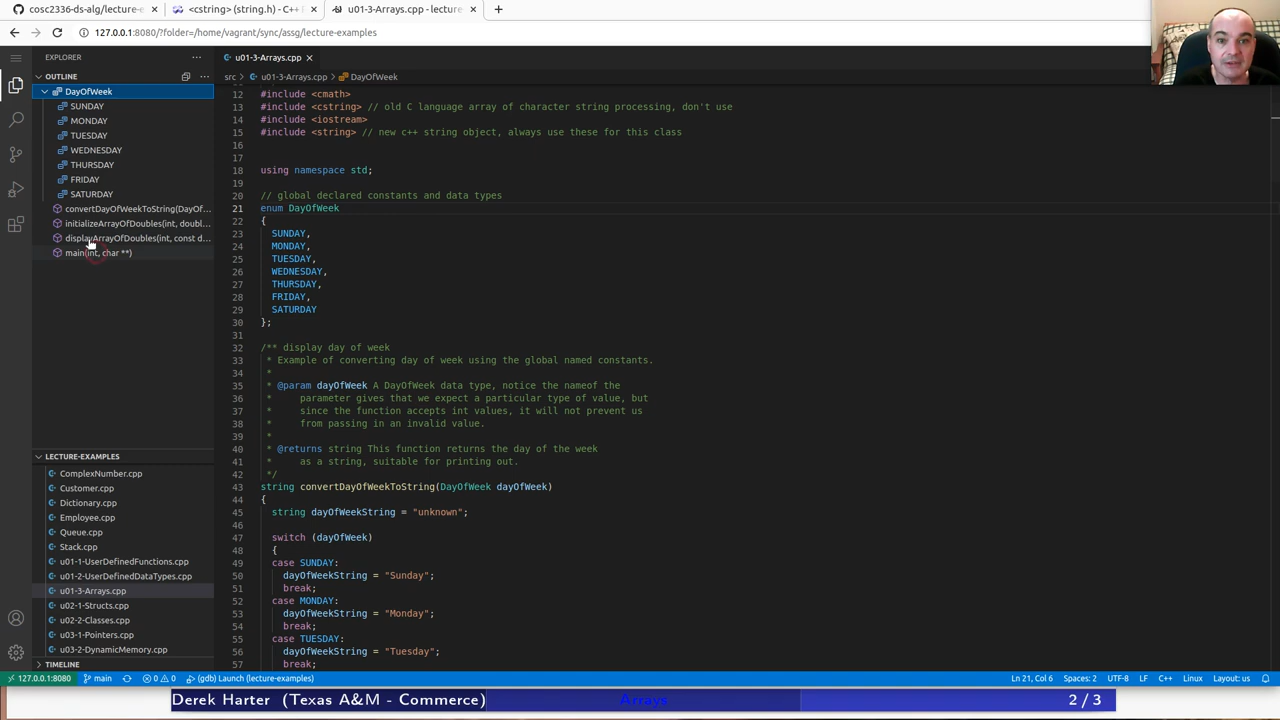 cosc2336-ds-alg/lecture-e
<cstring> (string.h) - C++ f
u01-3-Arrays.cpp - lecture-e
127.0.0.1:8080/?folder=/home/vagrant/sync/assg/lecture-examples
EXPLORER
OUTLINE
DayOfWeek
SUNDAY
MONDAY
TUESDAY
WEDNESDAY
THURSDAY
FRIDAY
SATURDAY
convertDayOfWeekToString(DayOf...
initializeArrayOfDoubles(int, doubl...
displayArrayOfDoubles(int, const d...
main(int, char **)
LECTURE-EXAMPLES
ComplexNumber.cpp
Customer.cpp
Dictionary.cpp
Employee.cpp
Queue.cpp
Stack.cpp
u01-1-UserDefinedFunctions.cpp
u01-2-UserDefinedDataTypes.cpp
u01-3-Arrays.cpp
u02-1-Structs.cpp
u02-2-Classes.cpp
u03-1-Pointers.cpp
u03-2-DynamicMemory.cpp
TIMELINE
u01-3-Arrays.cpp
src > u01-3-Arrays.cpp > DayOfWeek
12 #include <cmath>
13 #include <cstring> // old C language array of character string processing, don't use
14 #include <iostream>
15 #include <string> // new c++ string object, always use these for this class
16
17
18 using namespace std;
19
20 // global declared constants and data types
21 enum DayOfWeek
22 {
23 SUNDAY,
24 MONDAY,
25 TUESDAY,
26 WEDNESDAY,
27 THURSDAY,
28 FRIDAY,
29 SATURDAY
30 };
31
32 /** display day of week
33 * Example of converting day of week using the global named constants.
34 *
35 * @param dayOfWeek A DayOfWeek data type, notice the nameof the
36 * parameter gives that we expect a particular type of value, but
37 * since the function accepts int values, it will not prevent us
38 * from passing in an invalid value.
39 *
40 * @returns string This function returns the day of the week
41 * as a string, suitable for printing out.
42 */
43 string convertDayOfWeekToString(DayOfWeek dayOfWeek)
44 {
45 string dayOfWeekString = "unknown";
46
47 switch (dayOfWeek)
48 {
49 case SUNDAY:
50 dayOfWeekString = "Sunday";
51 break;
52 case MONDAY:
53 dayOfWeekString = "Monday";
54 break;
55 case TUESDAY:
56 dayOfWeekString = "Tuesday";
57 break;
127.0.0.1:8080 main 0 0 (gdb) Launch (lecture-examples) Ln 21, Col 6 Spaces: 2 UTF-8 LF C++ Linux Layout: us
Derek Harter (Texas A&M - Commerce) Arrays 2 / 3